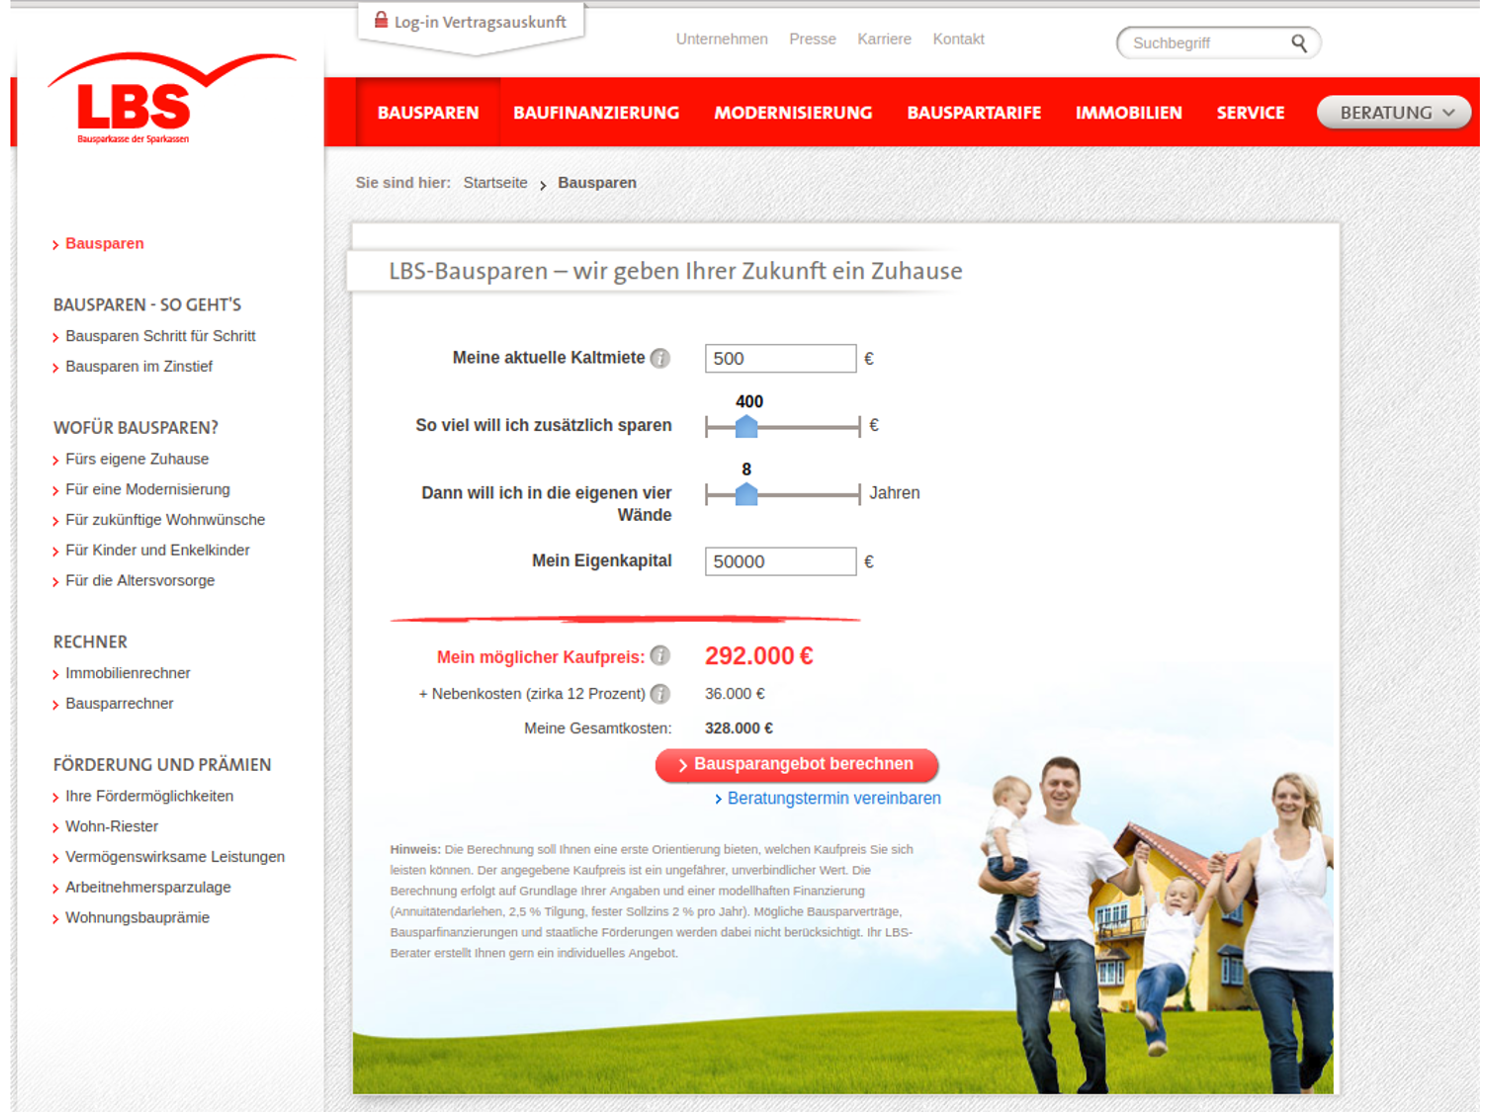 Log-in Vertragsauskunft
Unternehmen Presse Karriere Kontakt
Suchbegriff
LBS
Bausparkasse der Sparkassen
BAUSPAREN BAUFINANZIERUNG MODERNISIERUNG BAUSPARTARIFE IMMOBILIEN SERVICE BERATUNG
Sie sind hier: Startseite Bausparen
Bausparen
BAUSPAREN - SO GEHT'S
Bausparen Schritt für Schritt
Bausparen im Zinstief
WOFÜR BAUSPAREN?
Fürs eigene Zuhause
Für eine Modernisierung
Für zukünftige Wohnwünsche
Für Kinder und Enkelkinder
Für die Altersvorsorge
RECHNER
Immobilienrechner
Bausparrechner
FÖRDERUNG UND PRÄMIEN
Ihre Fördermöglichkeiten
Wohn-Riester
Vermögenswirksame Leistungen
Arbeitnehmersparzulage
Wohnungsbauprämie
LBS-Bausparen – wir geben Ihrer Zukunft ein Zuhause
Meine aktuelle Kaltmiete i 500 €
400
So viel will ich zusätzlich sparen €
8
Dann will ich in die eigenen vier Jahren
Wände
Mein Eigenkapital 50000 €
Mein möglicher Kaufpreis: i 292.000 €
+ Nebenkosten (zirka 12 Prozent) i 36.000 €
Meine Gesamtkosten: 328.000 €
Bausparangebot berechnen
Beratungstermin vereinbaren
Hinweis: Die Berechnung soll Ihnen eine erste Orientierung bieten, welchen Kaufpreis Sie sich
leisten können. Der angegebene Kaufpreis ist ein ungefährer, unverbindlicher Wert. Die
Berechnung erfolgt auf Grundlage Ihrer Angaben und einer modellhaften Finanzierung
(Annuitätendarlehen, 2,5 % Tilgung, fester Sollzins 2 % pro Jahr). Mögliche Bausparverträge,
Bausparfinanzierungen und staatliche Förderungen werden dabei nicht berücksichtigt. Ihr LBS-
Berater erstellt Ihnen gern ein individuelles Angebot.